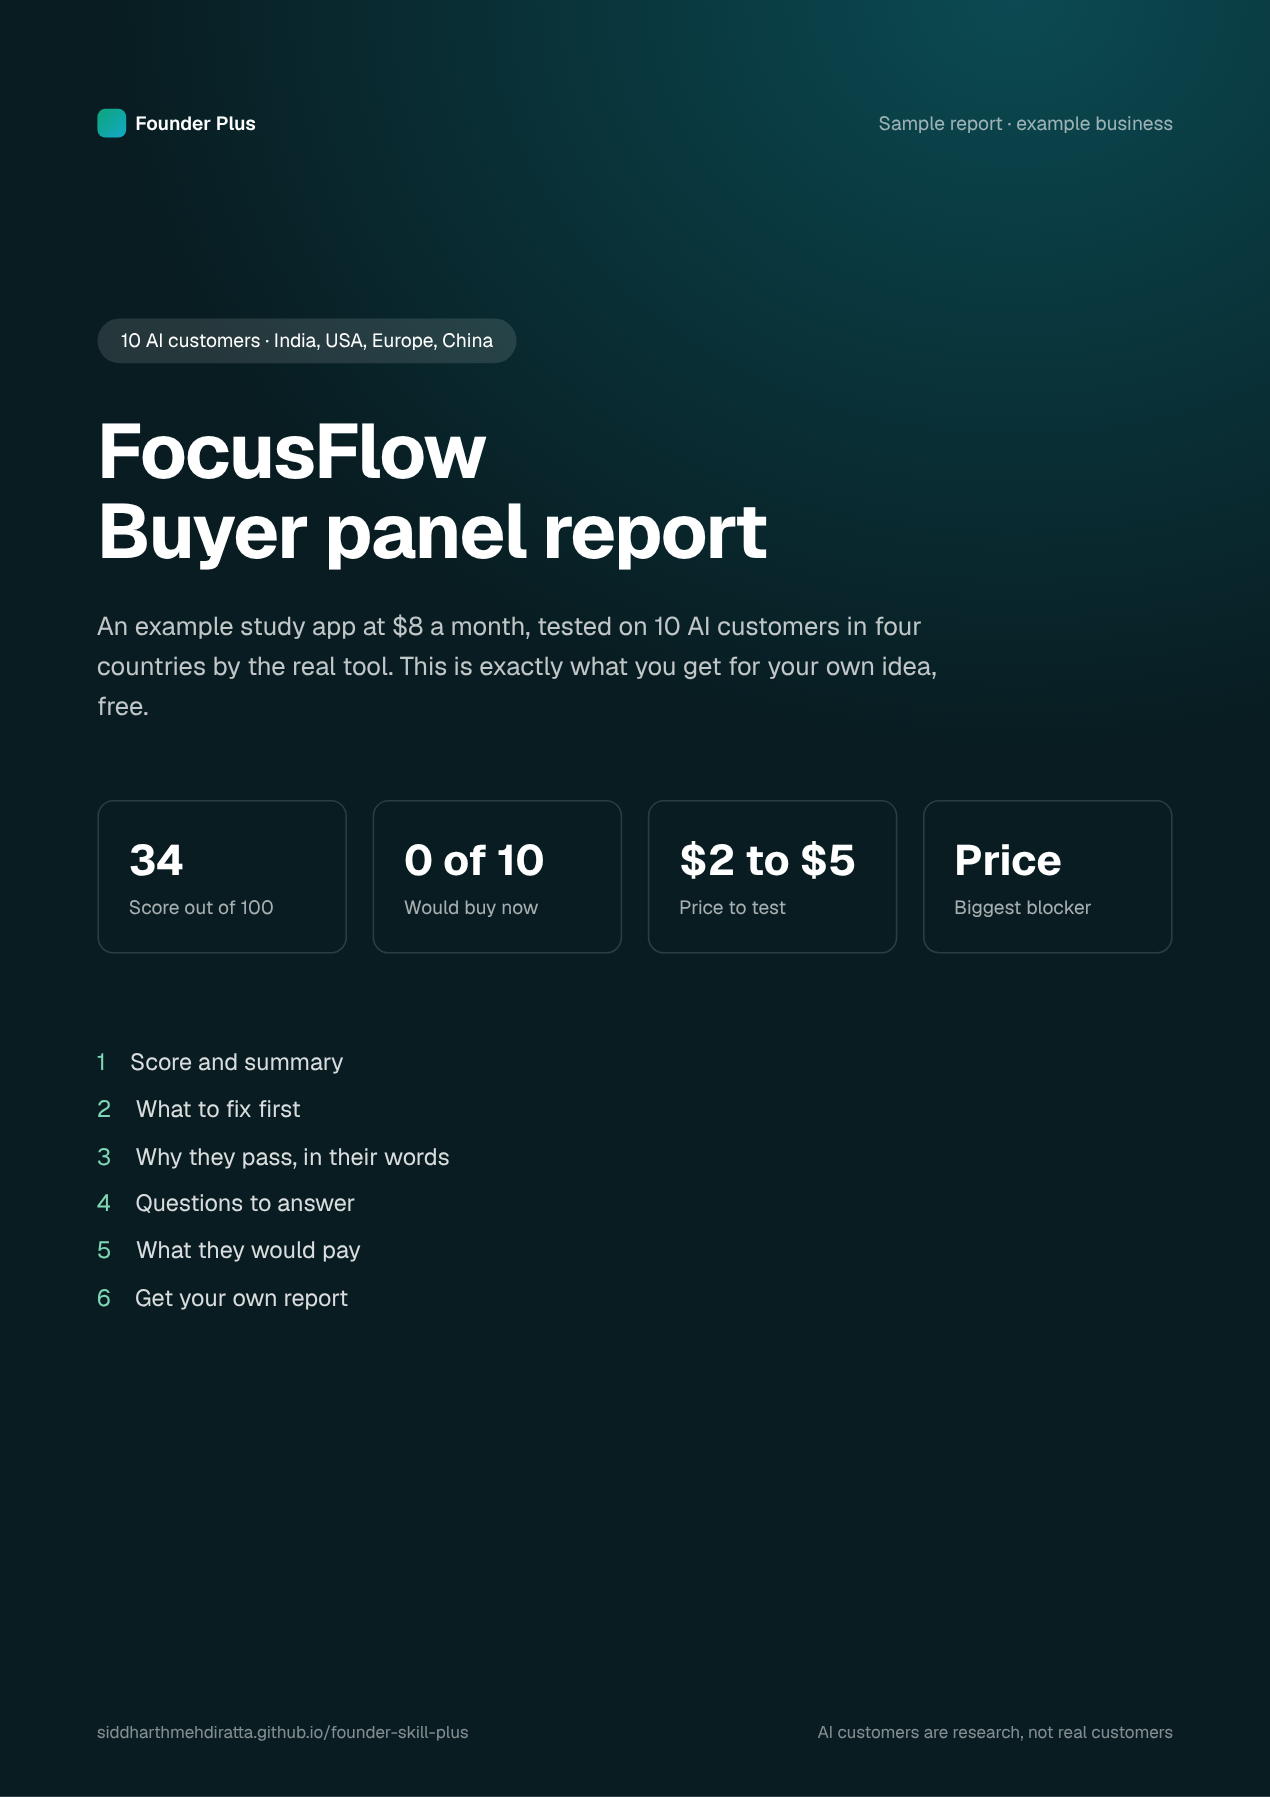 Founder Plus
Sample report · example business
10 AI customers · India, USA, Europe, China
FocusFlow
Buyer panel report
An example study app at $8 a month, tested on 10 AI customers in four
countries by the real tool. This is exactly what you get for your own idea,
free.
34
Score out of 100
0 of 10
Would buy now
$2 to $5
Price to test
Price
Biggest blocker
1 Score and summary
2 What to fix first
3 Why they pass, in their words
4 Questions to answer
5 What they would pay
6 Get your own report
siddharthmehdiratta.github.io/founder-skill-plus
AI customers are research, not real customers